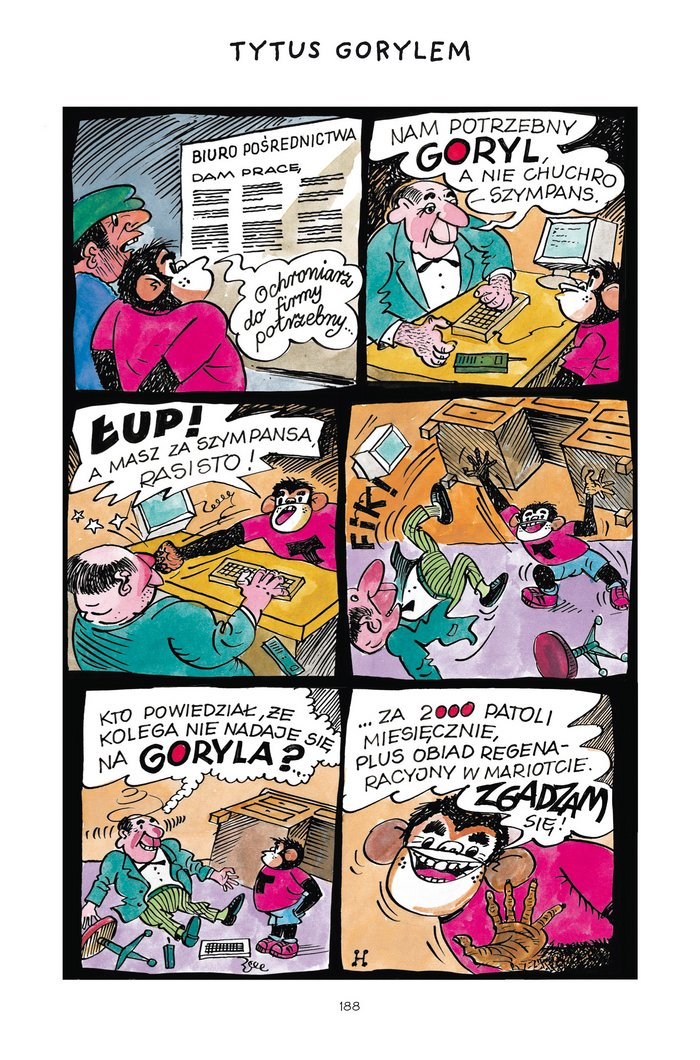 TYTUS GORYLEM
BIURO POŚREDNICTWA
DAM PRACĘ,
Ochroniarz
do firmy
potrzebny...
NAM POTRZEBNY
GORYL,
A NIE CHUCHRO
– SZYMPANS.
ŁUP!
A MASZ ZA SZYMPANSA,
RASISTO!
FIK!
T
KTO POWIEDZIAŁ, ŻE
KOLEGA NIE NADAJE SIĘ
NA GORYLA?...
T
... ZA 2000 PATOLI
MIESIĘCZNIE,
PLUS OBIAD REGENA-
RACYJNY W MARIOTCIE.
ZGADZAM
SIĘ!
H
188